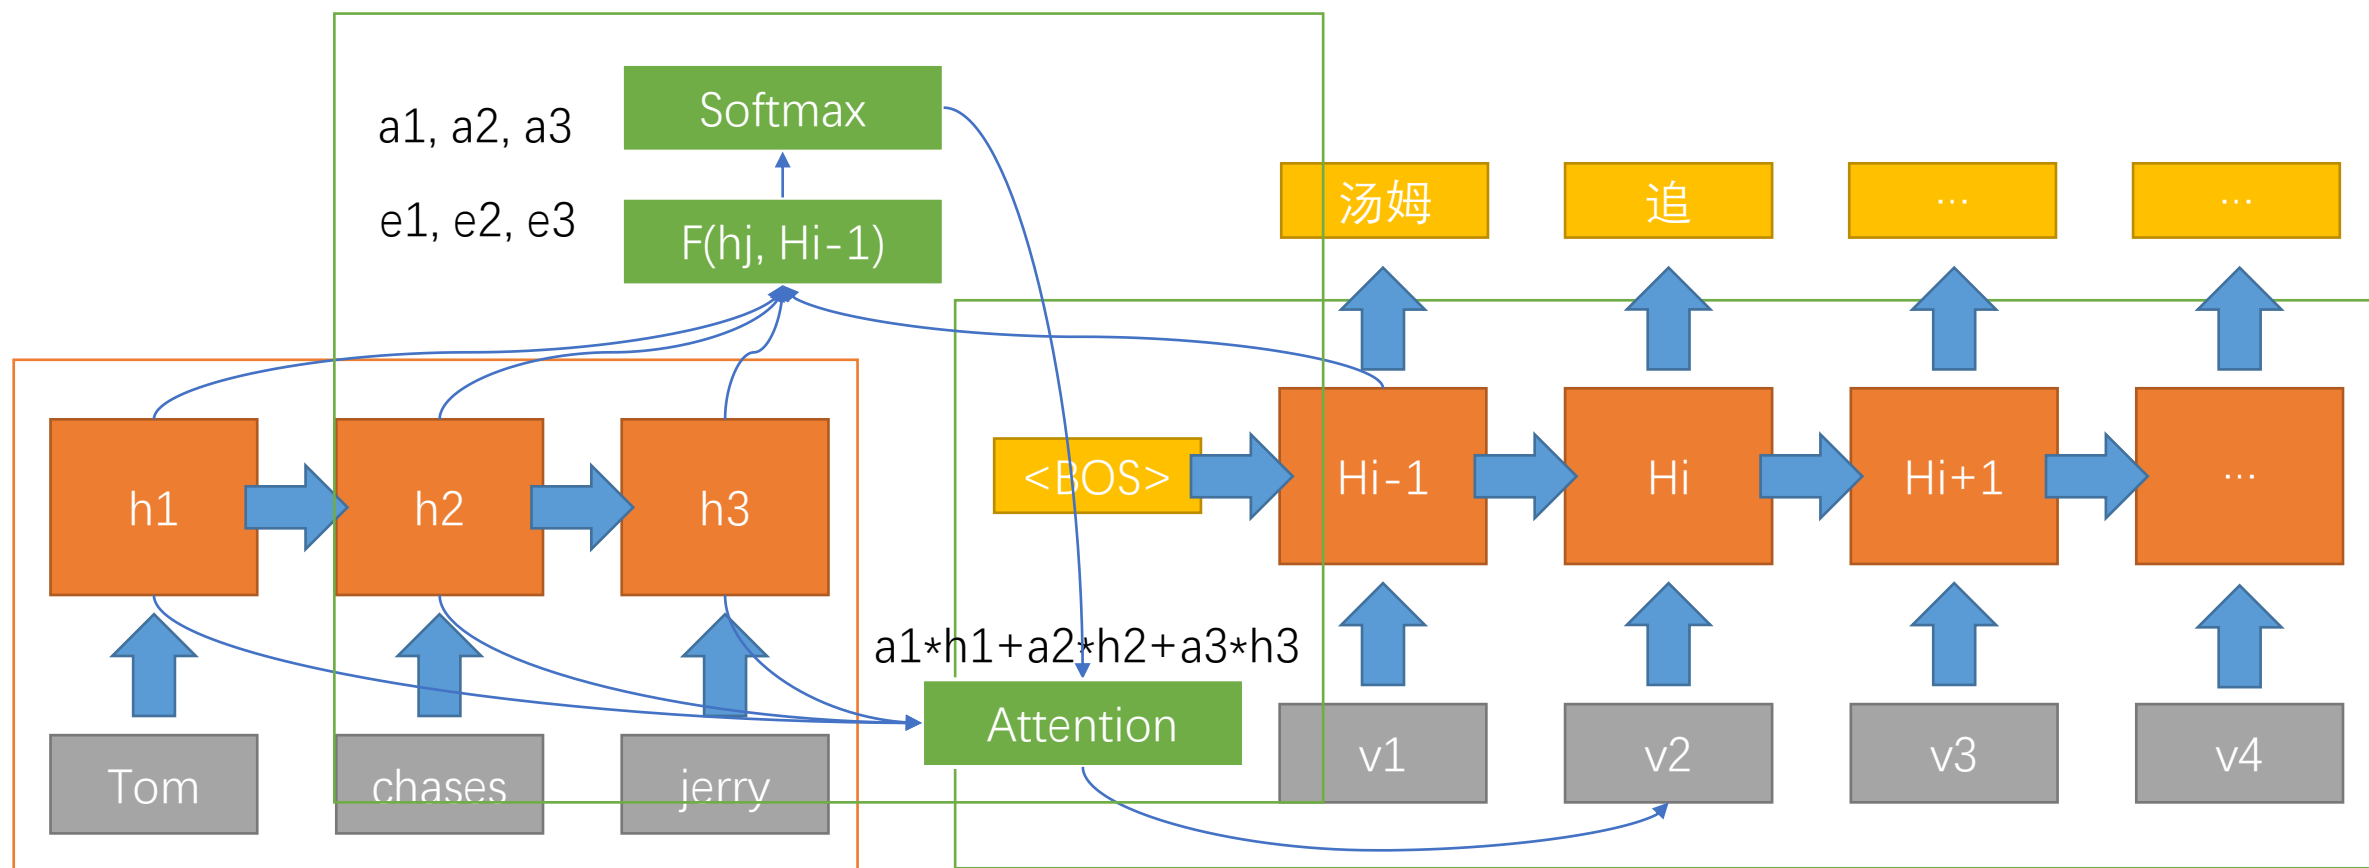 Softmax
a1, a2, a3
e1, e2, e3
F(hj, Hi-1)
汤姆
追
...
...
h1
h2
h3
<BOS>
Hi-1
Hi
Hi+1
...
a1*h1+a2*h2+a3*h3
Attention
Tom
chases
jerry
v1
v2
v3
v4